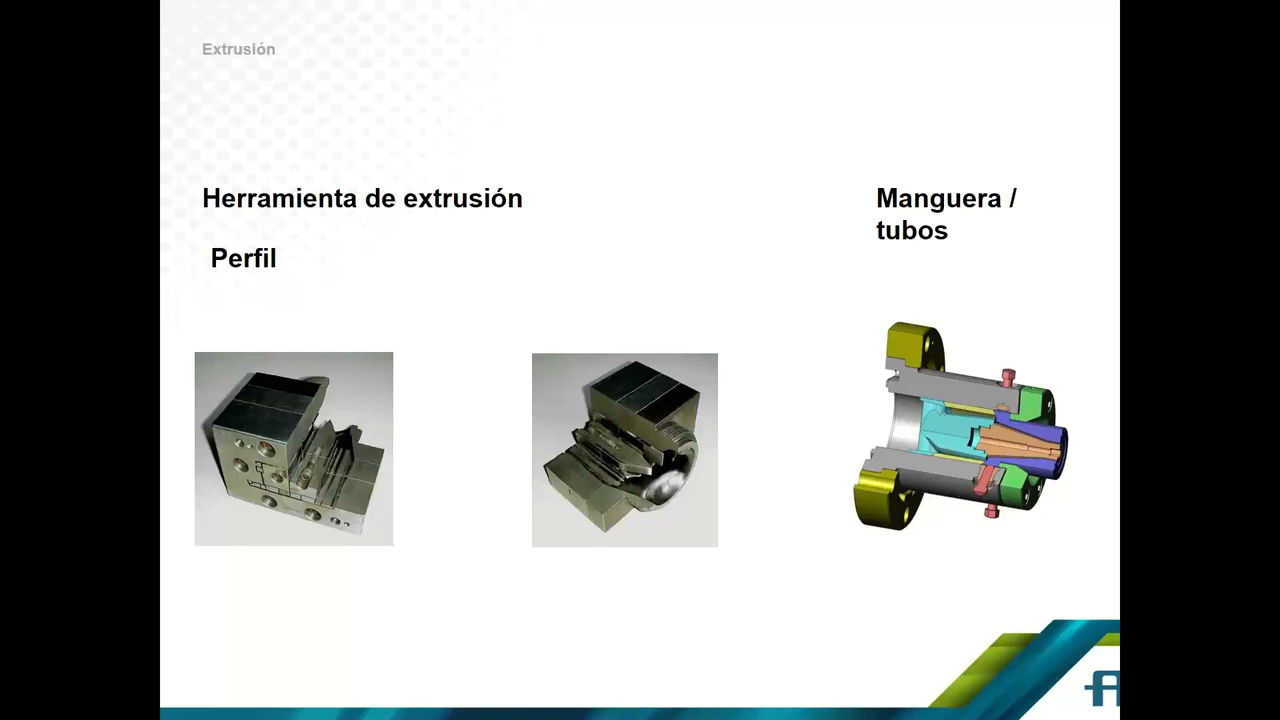 Extrusión
Herramienta de extrusión
Manguera /
tubos
Perfil